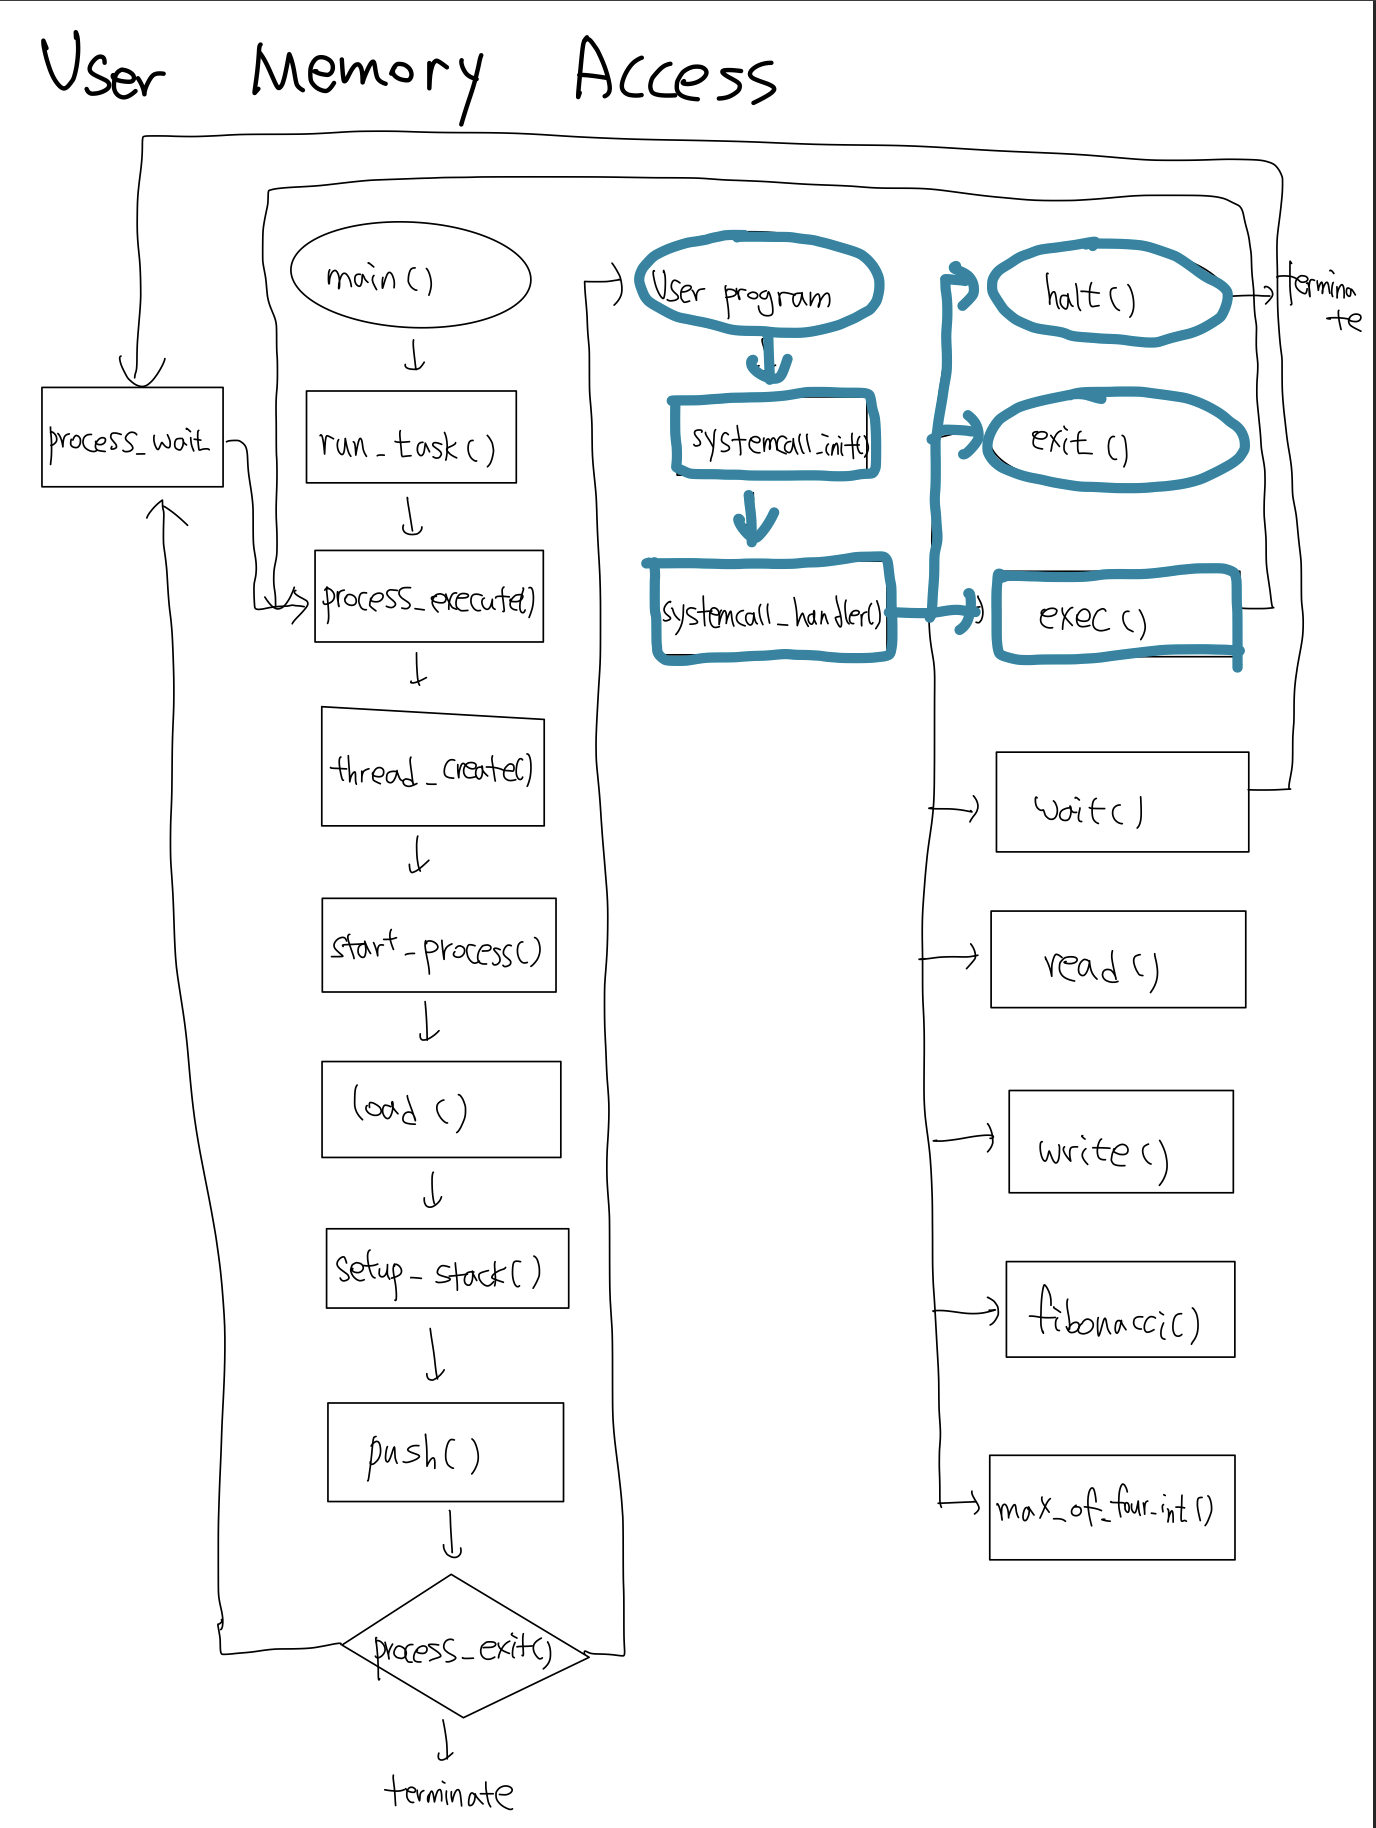 User Memory Access
main()
run_task()
process_wait
process_execute()
thread_create()
start_process()
load()
setup_stack()
push()
process_exit()
terminate
User program
systemcall_init()
systemcall_handler()
halt()
termina
te
exit()
exec()
wait()
read()
write()
fibonacci()
max_of_four_int()